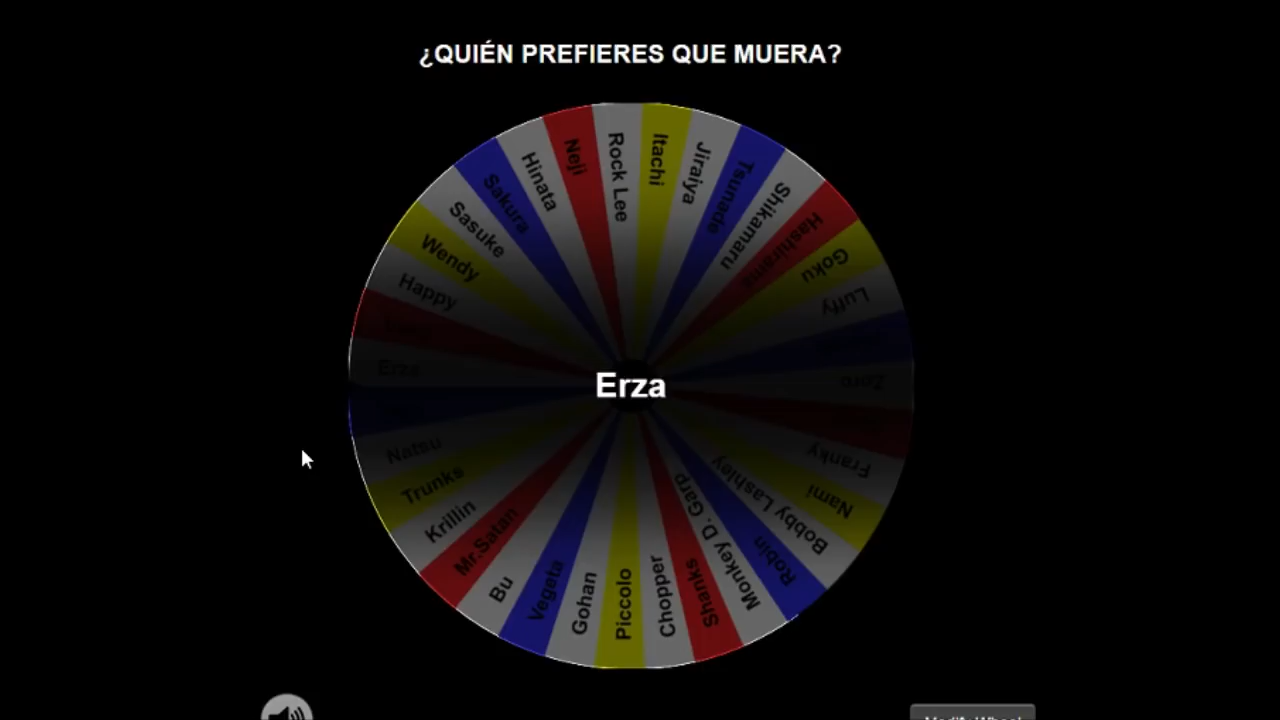 ¿QUIÉN PREFIERES QUE MUERA?
Rock Lee
Itachi
Jiraiya
Tsunade
Shikamaru
Hashirama
Goku
Luffy
Zoro
Franky
Nami
Bobby Lashley
Robin
Monkey D. Garp
Shanks
Chopper
Piccolo
Gohan
Vegeta
Bu
Mr.Satan
Krillin
Trunks
Natsu
Erza
Happy
Wendy
Sasuke
Sakura
Hinata
Neji
Erza